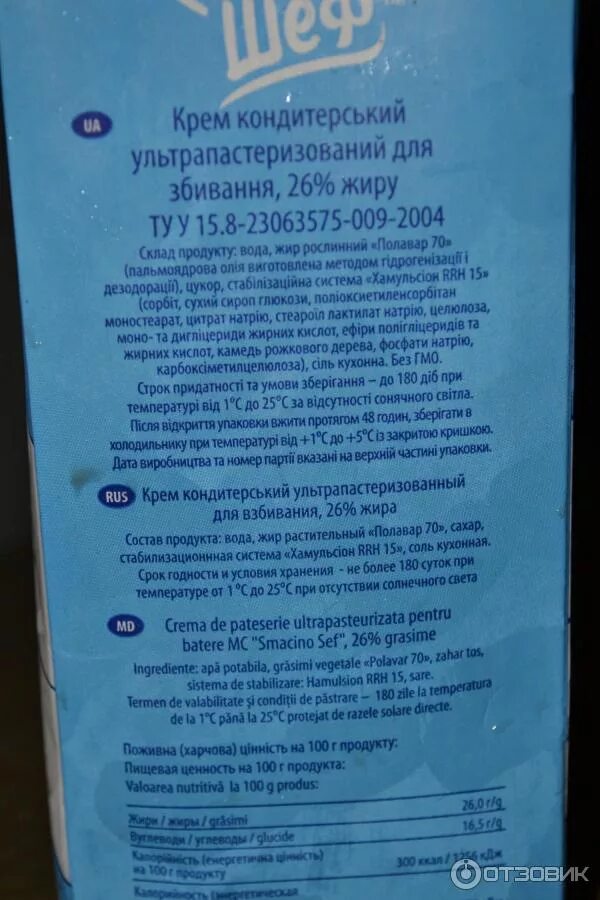 Шеф
UA
Крем кондитерський
ультрапастеризований для
збивання, 26% жиру
ТУ У 15.8-23063575-009-2004
Склад продукту: вода, жир рослинний «Полавар 70»
(пальмоядрова олія виготовлена методом гідрогенізації і
дезодорації), цукор, стабілізаційна система «Хамульсіон RRH 15»
(сорбіт, сухий сироп глюкози, поліоксиетиленсорбітан
моностеарат, цитрат натрію, стеароїл лактилат натрію, целюлоза,
моно- та дигліцериди жирних кислот, ефіри полігліцеридів та
жирних кислот, камедь рожкового дерева, фосфати натрію,
карбоксіметилцелюлоза), сіль кухонна. Без ГМО.
Строк придатності та умови зберігання – до 180 діб при
температурі від 1°С до 25°С за відсутності сонячного світла.
Після відкриття упаковки вжити протягом 48 годин, зберігати в
холодильнику при температурі від +1°С до +5°С із закритою кришкою.
Дата виробництва та номер партії вказані на верхній частині упаковки.
RUS Крем кондитерський ультрапастеризованный
для взбивания, 26% жира
Состав продукта: вода, жир растительный «Полавар 70», сахар,
стабилизационнная система «Хамульсіон RRH 15», соль кухонная.
Срок годности и условия хранения - не более 180 суток при
температуре от 1 °С до 25°С при отсутствии солнечного света
MD Crema de pateserie ultrapasteurizata pentru
batere MC "Smacino Sef", 26% grasime
Ingrediente: apă potabila, grăsimi vegetale «Polavar 70», zahar tos,
sistema de stabilizare: Hamulsion RRH 15, sare.
Termen de valabilitate și condiții de păstrare – 180 zile la temperatura
de la 1°C până la 25°C protejat de razele solare directe.
Поживна (харчова) цінність на 100 г продукту:
Пищевая ценность на 100 г продукта:
Valoarea nutritivă la 100 g produs:
Жири / жиры / grăsimi 26,0 г/g
Вуглеводи / углеводы / glucide 16,5 г/g
Калорійність (енергетична цінність)
на 100 г продукту 300 ккал / 1256 кДж
Калорийность (энергетическая
ОТЗОВИК